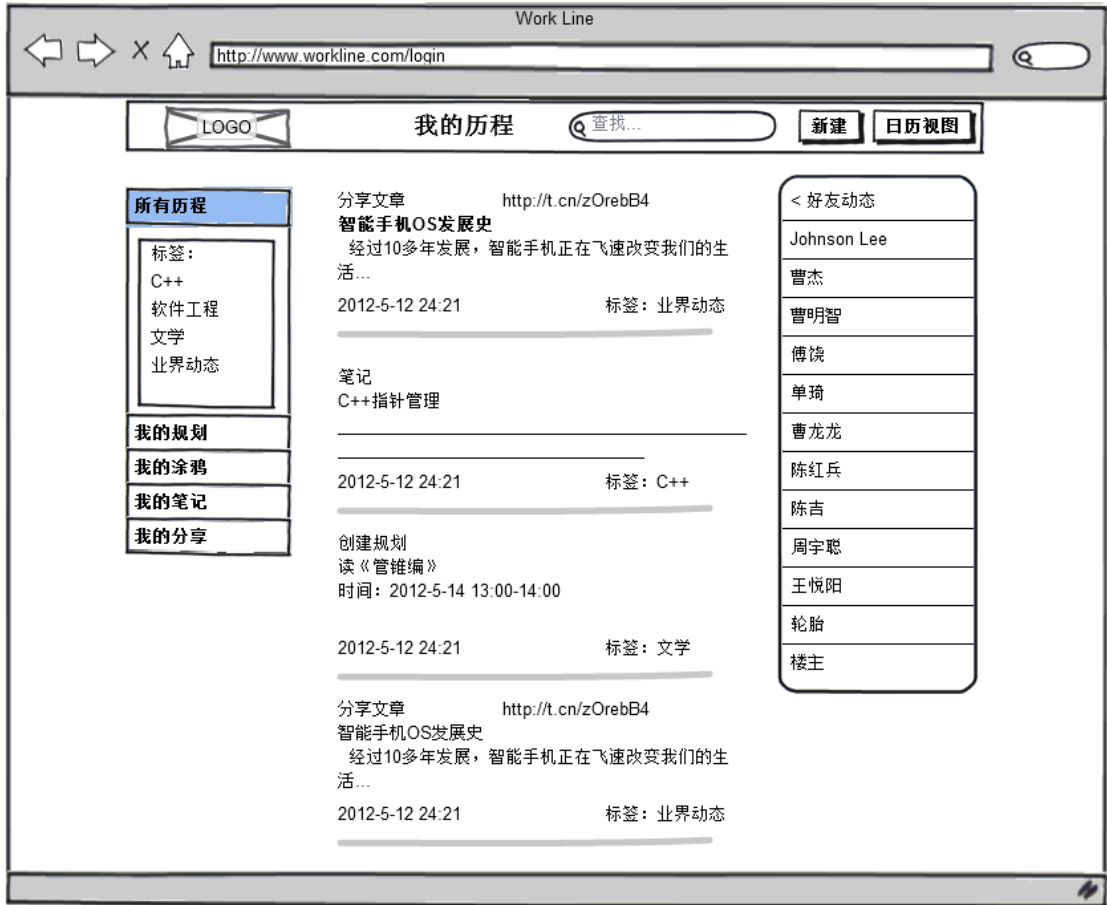 Work Line
http://www.workline.com/login
LOGO
我的历程
查找...
新建
日历视图
所有历程
标签：
C++
软件工程
文学
业界动态
我的规划
我的涂鸦
我的笔记
我的分享
分享文章 http://t.cn/zOrebB4
智能手机OS发展史
经过10多年发展，智能手机正在飞速改变我们的生
活...
2012-5-12 24:21 标签：业界动态
笔记
C++指针管理
2012-5-12 24:21 标签：C++
创建规划
读《管锥编》
时间：2012-5-14 13:00-14:00
2012-5-12 24:21 标签：文学
分享文章 http://t.cn/zOrebB4
智能手机OS发展史
经过10多年发展，智能手机正在飞速改变我们的生
活...
2012-5-12 24:21 标签：业界动态
< 好友动态
Johnson Lee
曹杰
曹明智
傅饶
单琦
曹龙龙
陈红兵
陈吉
周宇聪
王悦阳
轮胎
楼主